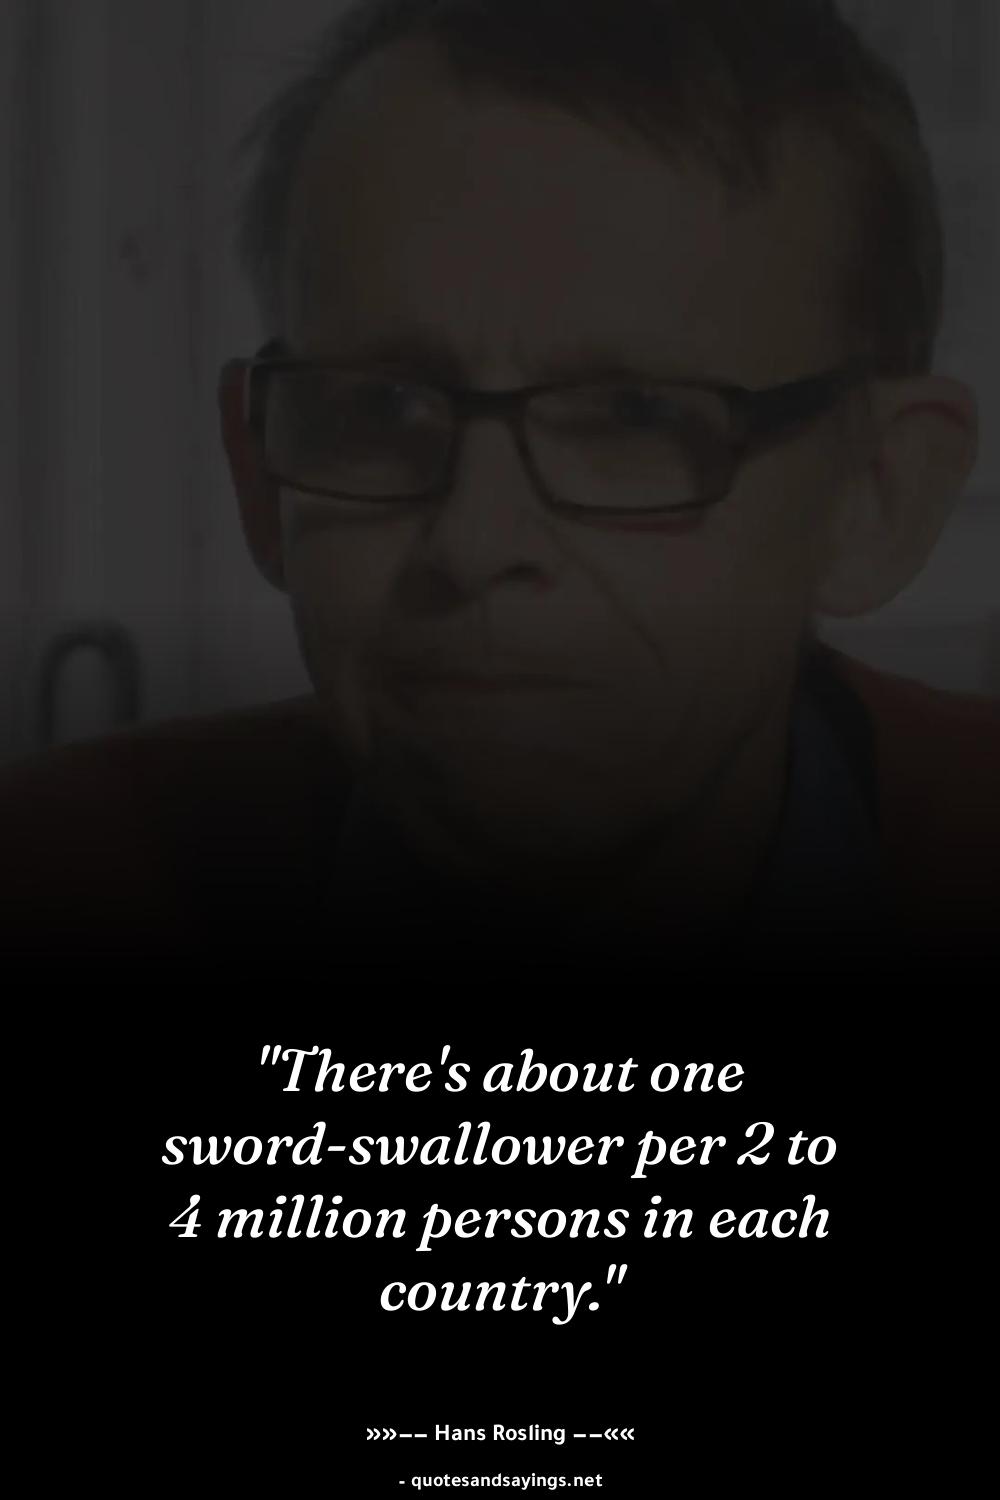 "There's about one
sword-swallower per 2 to
4 million persons in each
country."
»»−− Hans Rosling −−««
- quotesandsayings.net